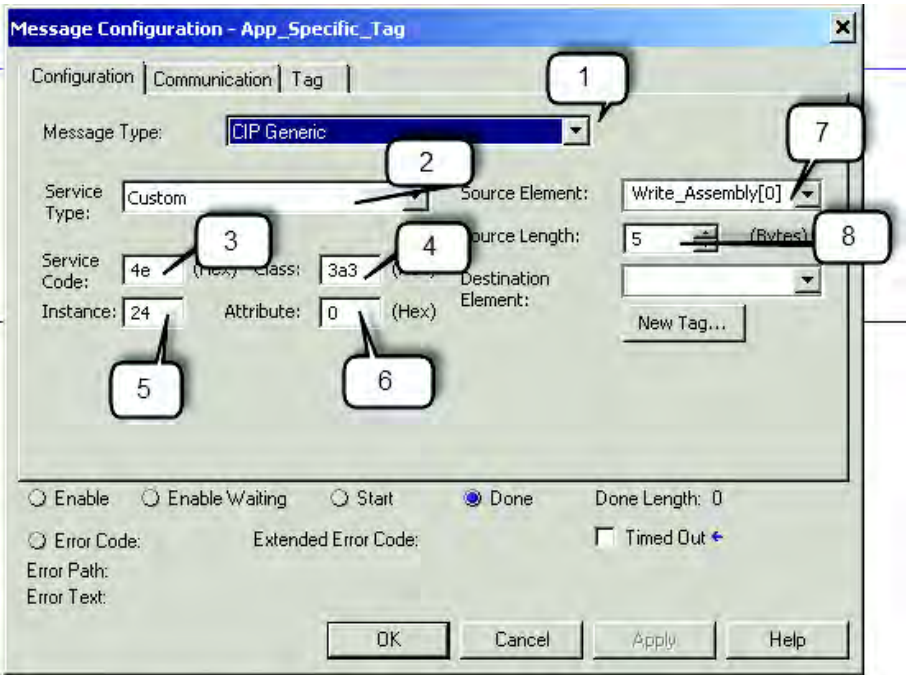 Message Configuration - App_Specific_Tag
Configuration Communication Tag
1
Message Type: CIP Generic
7
2
Service Type: Custom
Source Element: Write_Assembly[0]
3
4
8
Source Length: 5 (Bytes)
Service Code: 4e (Hex) Class: 3a3
Destination Element:
Instance: 24 Attribute: 0 (Hex)
New Tag...
5
6
Enable Enable Waiting Start Done Done Length: 0
Error Code: Extended Error Code: Timed Out
Error Path:
Error Text:
OK Cancel Apply Help